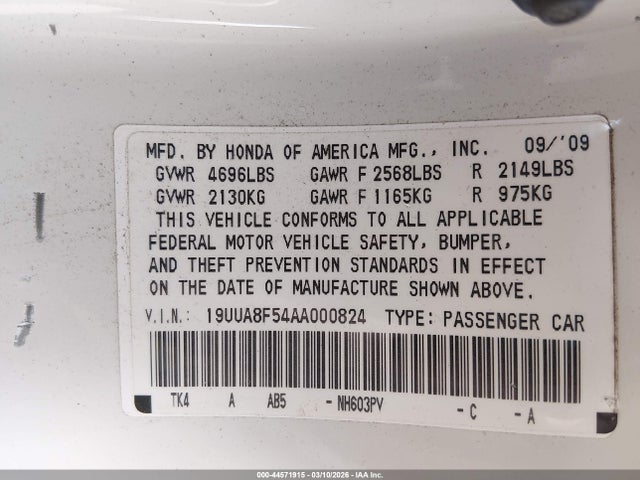 MFD. BY HONDA OF AMERICA MFG., INC. 09/'09
GVWR 4696LBS GAWR F 2568LBS R 2149LBS
GVWR 2130KG GAWR F 1165KG R 975KG
THIS VEHICLE CONFORMS TO ALL APPLICABLE
FEDERAL MOTOR VEHICLE SAFETY, BUMPER,
AND THEFT PREVENTION STANDARDS IN EFFECT
ON THE DATE OF MANUFACTURE SHOWN ABOVE.
V.I.N.: 19UUA8F54AA000824 TYPE: PASSENGER CAR
TK4 A AB5 -NH603PV -C -A
000-44571915 - 03/10/2026 - IAA Inc.